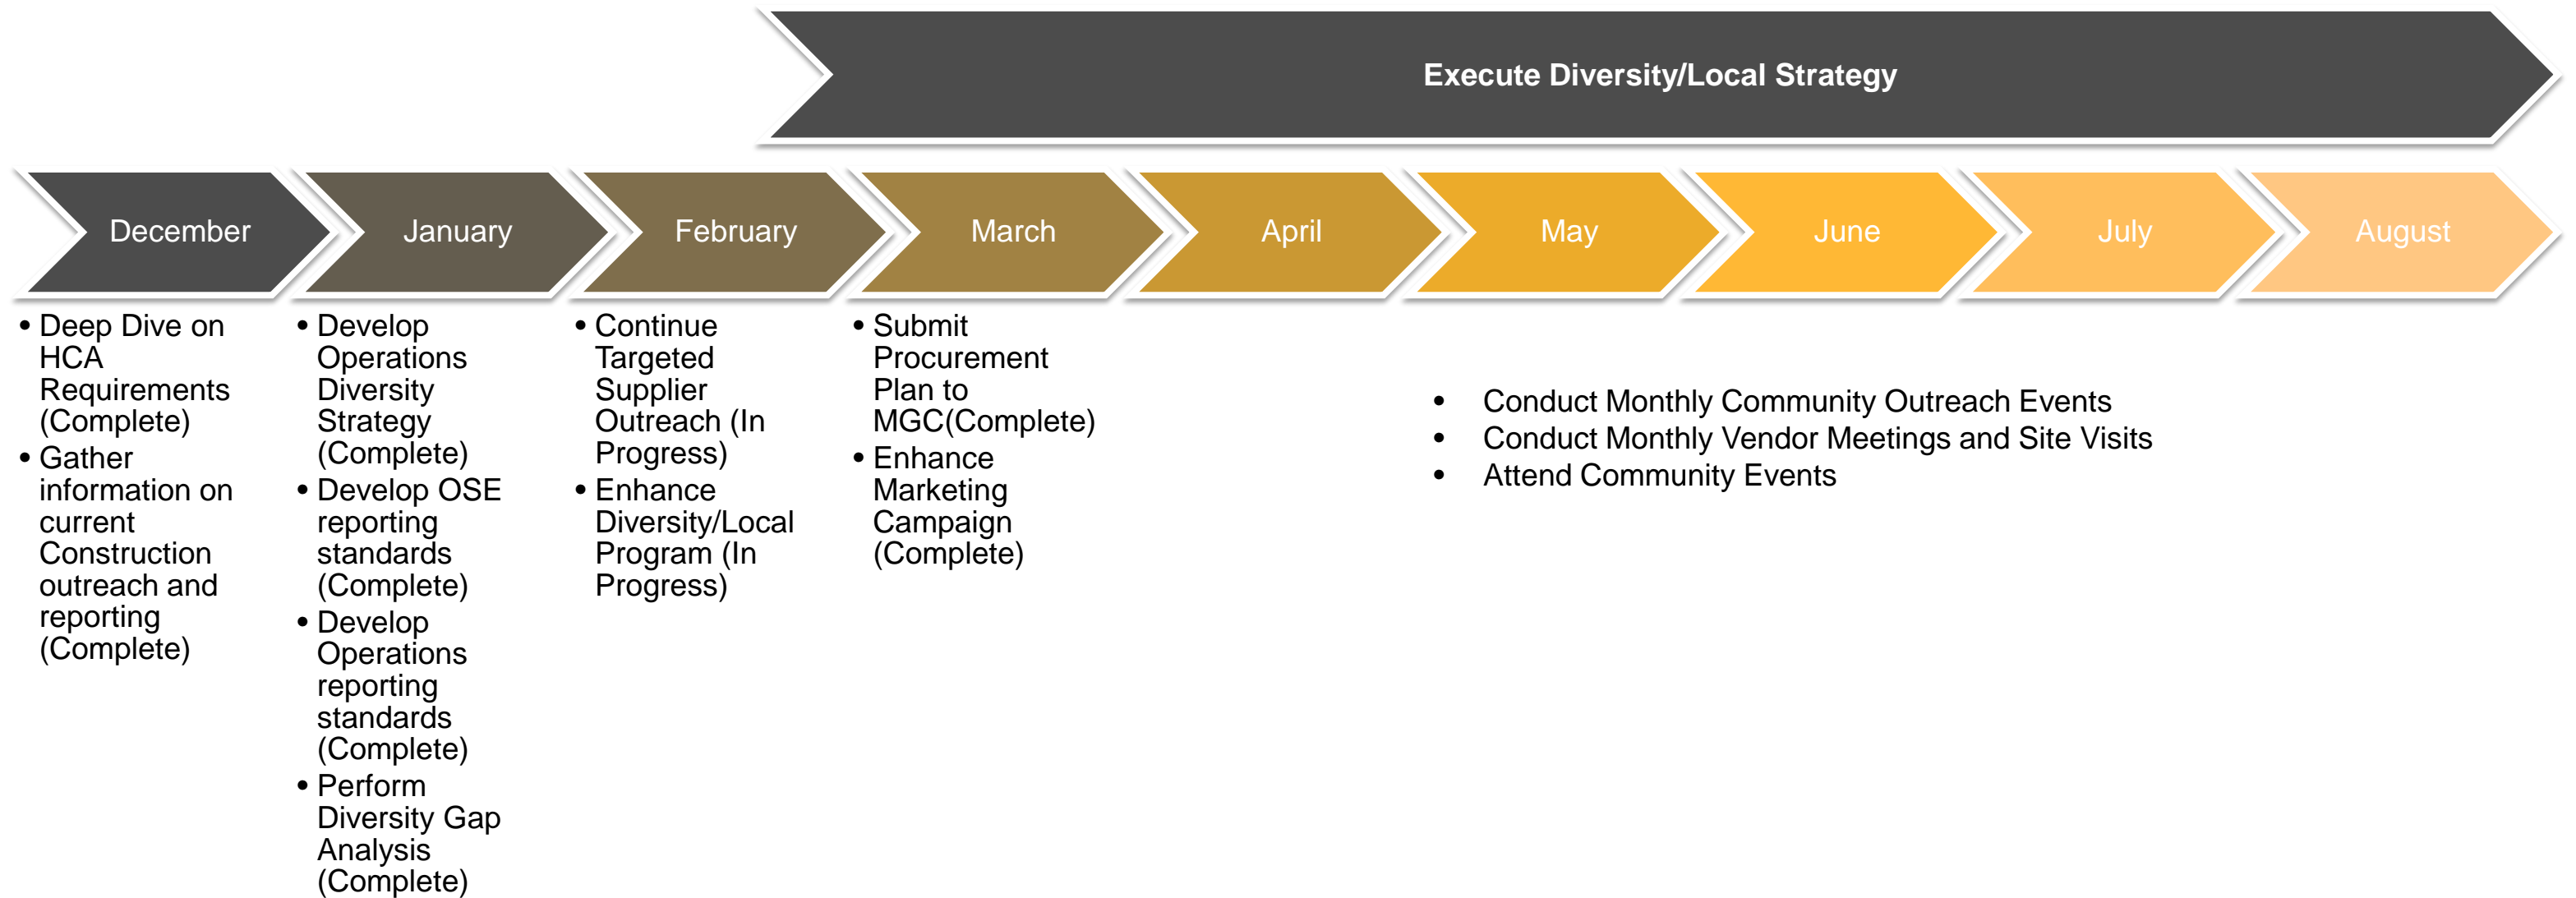 Execute Diversity/Local Strategy
December
January
February
March
April
May
June
July
August
• Deep Dive on
HCA
Requirements
(Complete)
• Gather
information on
current
Construction
outreach and
reporting
(Complete)
• Develop
Operations
Diversity
Strategy
(Complete)
• Develop OSE
reporting
standards
(Complete)
• Develop
Operations
reporting
standards
(Complete)
• Perform
Diversity Gap
Analysis
(Complete)
• Continue
Targeted
Supplier
Outreach (In
Progress)
• Enhance
Diversity/Local
Program (In
Progress)
• Submit
Procurement
Plan to
MGC(Complete)
• Enhance
Marketing
Campaign
(Complete)
• Conduct Monthly Community Outreach Events
• Conduct Monthly Vendor Meetings and Site Visits
• Attend Community Events